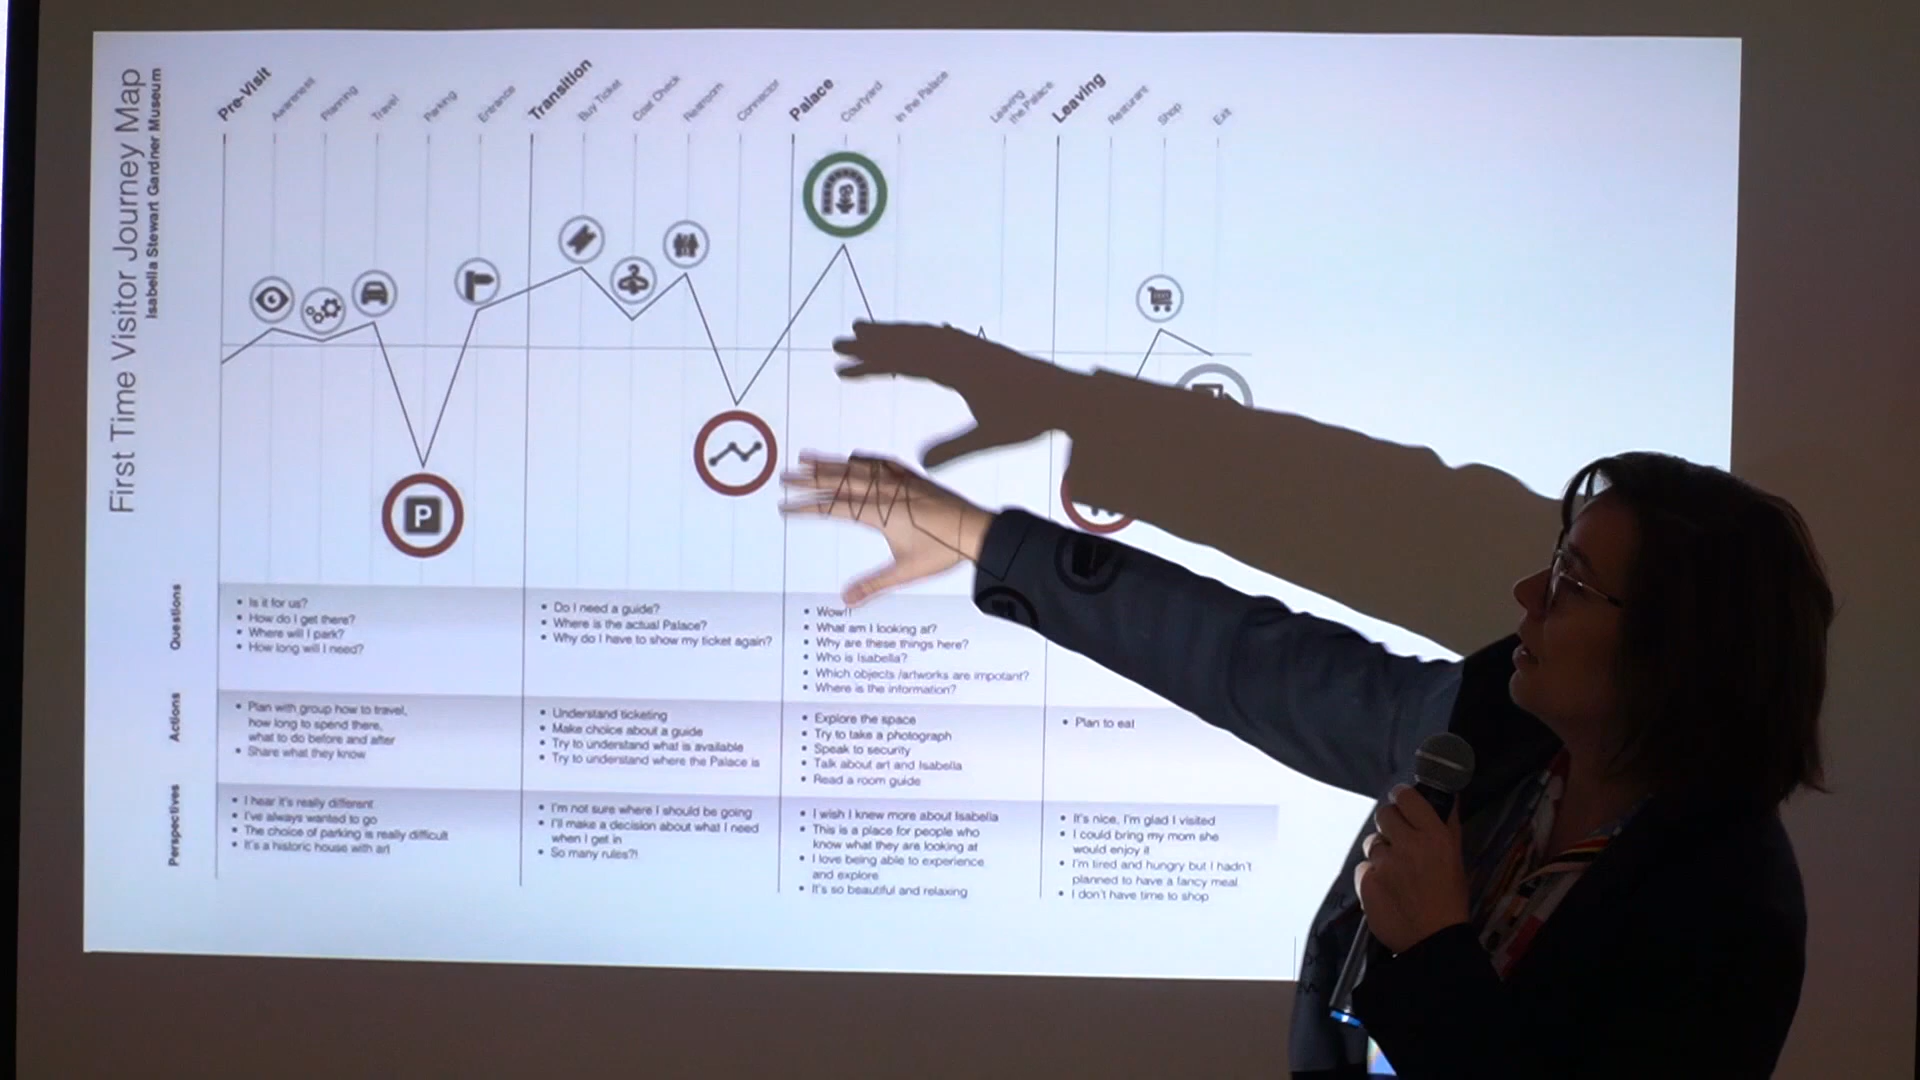 First Time Visitor Journey Map
Isabella Stewart Gardner Museum
Pre-Visit
Awareness
Planning
Travel
Parking
Entrance
Transition
Buy Ticket
Coat Check
Restroom
Connector
Palace
Courtyard
In the Palace
Leaving
the Palace
Leaving
Restaurant
Shop
Exit
P
Questions
• Is it for us?
• How do I get there?
• Where will I park?
• How long will I need?
• Do I need a guide?
• Where is the actual Palace?
• Why do I have to show my ticket again?
• Wow!!
• What am I looking at?
• Why are these things here?
• Who is Isabella?
• Which objects /artworks are impotant?
• Where is the information?
Actions
• Plan with group how to travel,
how long to spend there,
what to do before and after
• Share what they know
• Understand ticketing
• Make choice about a guide
• Try to understand what is available
• Try to understand where the Palace is
• Explore the space
• Try to take a photograph
• Speak to security
• Talk about art and Isabella
• Read a room guide
• Plan to eat
Perspectives
• I hear it's really different
• I've always wanted to go
• The choice of parking is really difficult
• It's a historic house with art
• I'm not sure where I should be going
• I'll make a decision about what I need
when I get in
• So many rules?!
• I wish I knew more about Isabella
• This is a place for people who
know what they are looking at
• I love being able to experience
and explore
• It's so beautiful and relaxing
• It's nice, I'm glad I visited
• I could bring my mom she
would enjoy it
• I'm tired and hungry but I hadn't
planned to have a fancy meal
• I don't have time to shop